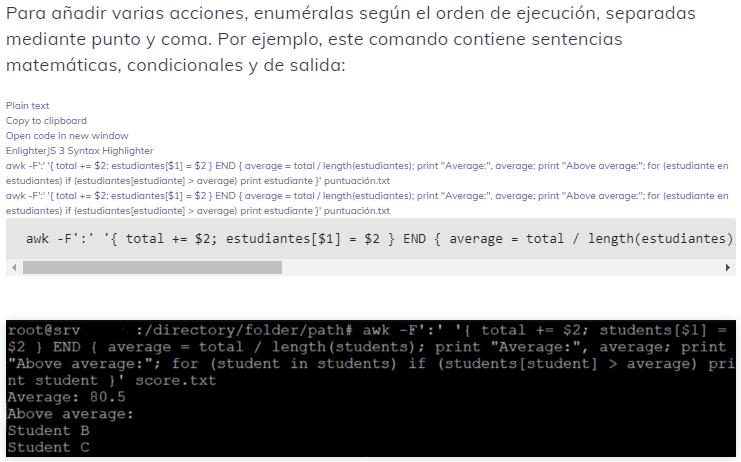 Para añadir varias acciones, enuméralas según el orden de ejecución, separadas
mediante punto y coma. Por ejemplo, este comando contiene sentencias
matemáticas, condicionales y de salida:
Plain text
Copy to clipboard
Open code in new window
EnlighterJS 3 Syntax Highlighter
awk -F':' '{ total += $2; estudiantes[$1] = $2 } END { average = total / length(estudiantes); print "Average:", average; print "Above average:"; for (estudiante en
estudiantes) if (estudiantes[estudiante] > average) print estudiante }' puntuación.txt
awk -F':' '{ total += $2; estudiantes[$1] = $2 } END { average = total / length(estudiantes); print "Average:", average; print "Above average:"; for (estudiante en
estudiantes) if (estudiantes[estudiante] > average) print estudiante }' puntuación.txt
awk -F':' '{ total += $2; estudiantes[$1] = $2 } END { average = total / length(estudiantes)
root@srv :/directory/folder/path# awk -F':' '{ total += $2; students[$1] =
$2 } END { average = total / length(students); print "Average:", average; print
"Above average:"; for (student in students) if (students[student] > average) pri
nt student }' score.txt
Average: 80.5
Above average:
Student B
Student C